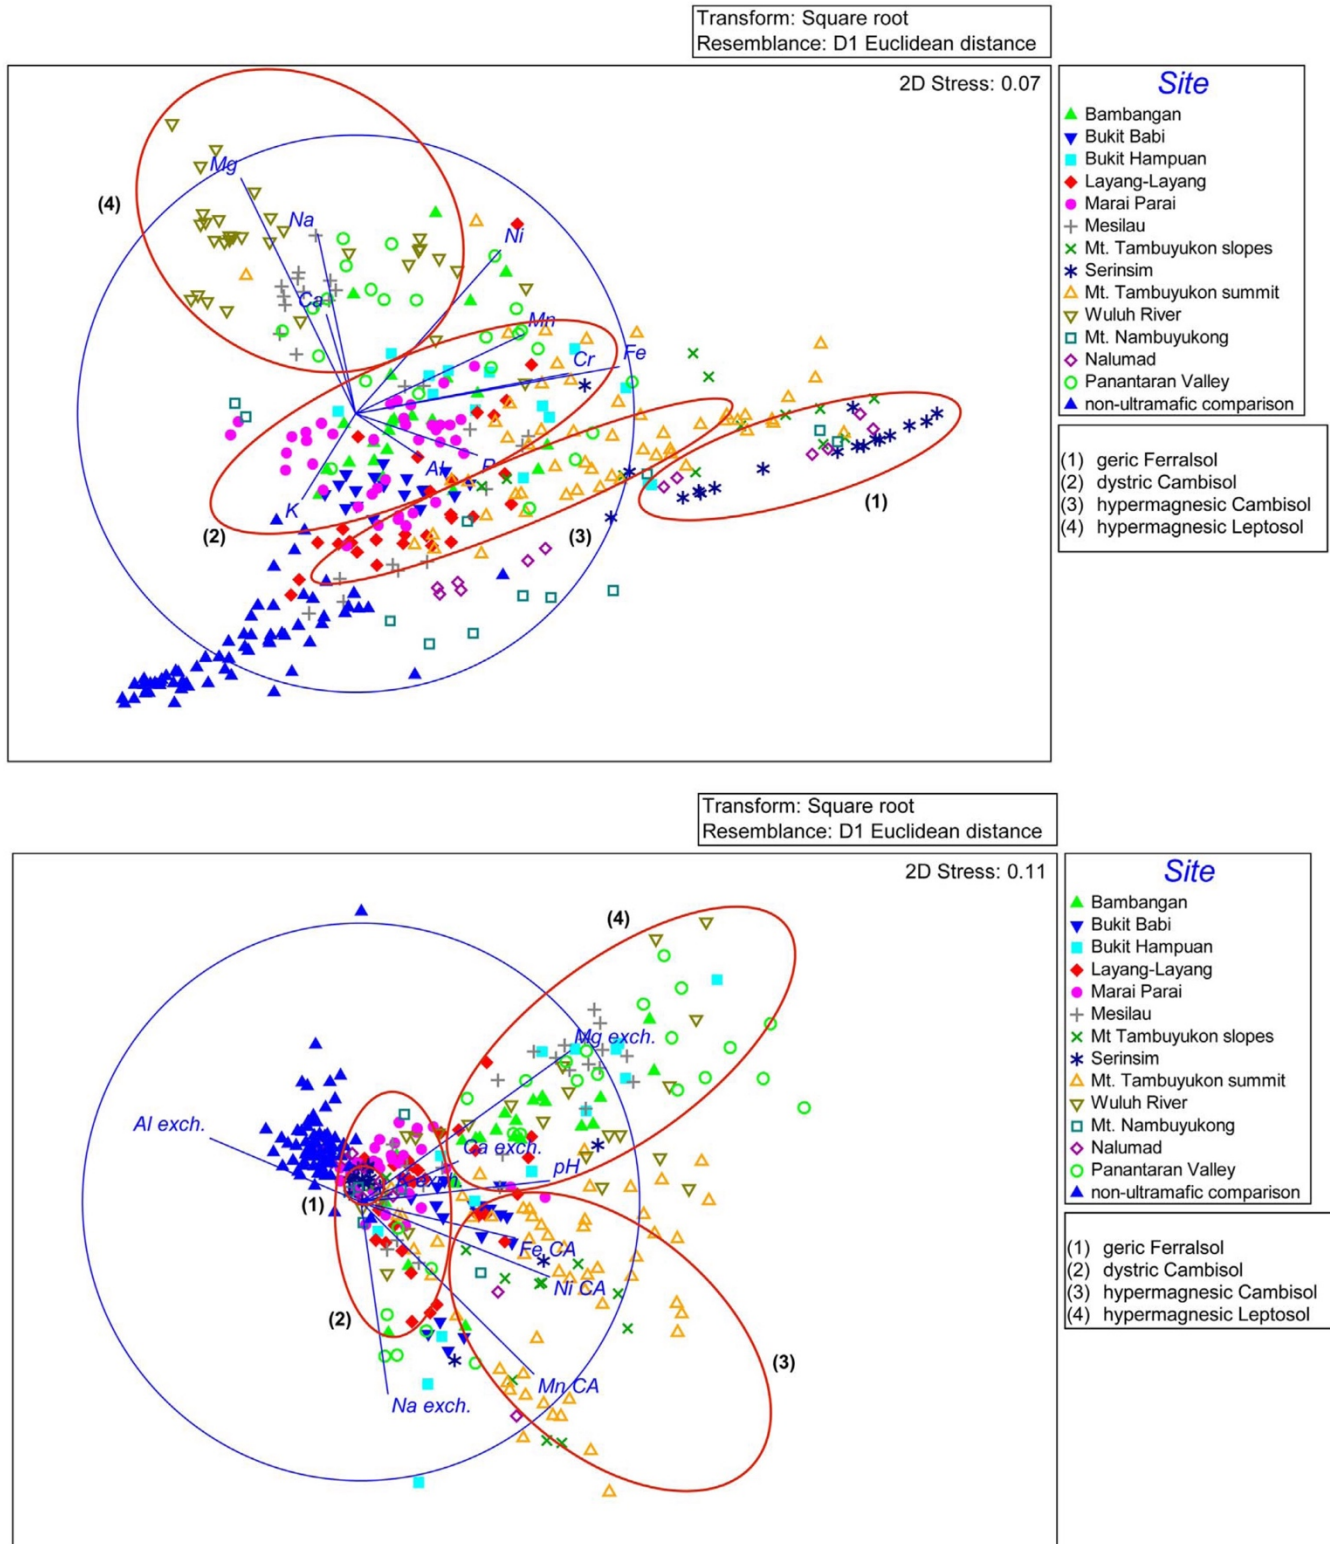 Transform: Square root
Resemblance: D1 Euclidean distance
2D Stress: 0.07
Site
Bambangan
Bukit Babi
Bukit Hampuan
Layang-Layang
Marai Parai
Mesilau
Mt. Tambuyukon slopes
Serinsim
Mt. Tambuyukon summit
Wuluh River
Mt. Nambuyukong
Nalumad
Panantaran Valley
non-ultramafic comparison
(1) geric Ferralsol
(2) dystric Cambisol
(3) hypermagnesic Cambisol
(4) hypermagnesic Leptosol
Mg
(4)
Na
Ni
Ca
Mn
Cr
Fe
Al
P
K
(1)
(2)
(3)
Transform: Square root
Resemblance: D1 Euclidean distance
2D Stress: 0.11
Site
Bambangan
Bukit Babi
Bukit Hampuan
Layang-Layang
Marai Parai
Mesilau
Mt Tambuyukon slopes
Serinsim
Mt. Tambuyukon summit
Wuluh River
Mt. Nambuyukong
Nalumad
Panantaran Valley
non-ultramafic comparison
(1) geric Ferralsol
(2) dystric Cambisol
(3) hypermagnesic Cambisol
(4) hypermagnesic Leptosol
(4)
Mg exch.
Al exch.
Ca exch.
pH
exch.
(1)
Fe CA
Ni CA
(2)
(3)
Mn CA
Na exch.